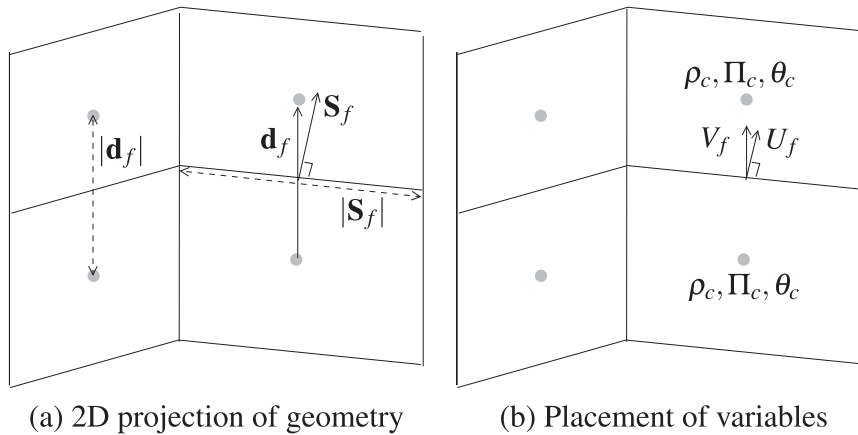 |𝐝_f|
𝐝_f
𝐒_f
|𝐒_f|
(a) 2D projection of geometry
ρ_c, Π_c, θ_c
V_f U_f
ρ_c, Π_c, θ_c
(b) Placement of variables